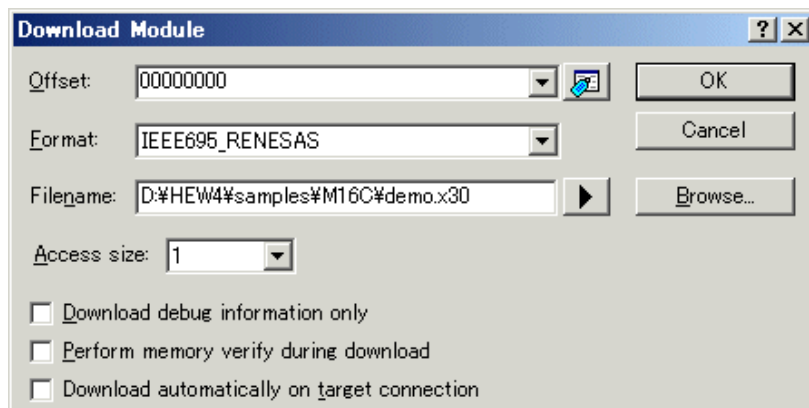 Download Module
Offset: 00000000 OK
Format: IEEE695_RENESAS Cancel
Filename: D:¥HEW4¥samples¥M16C¥demo.x30 Browse...
Access size: 1
Download debug information only
Perform memory verify during download
Download automatically on target connection